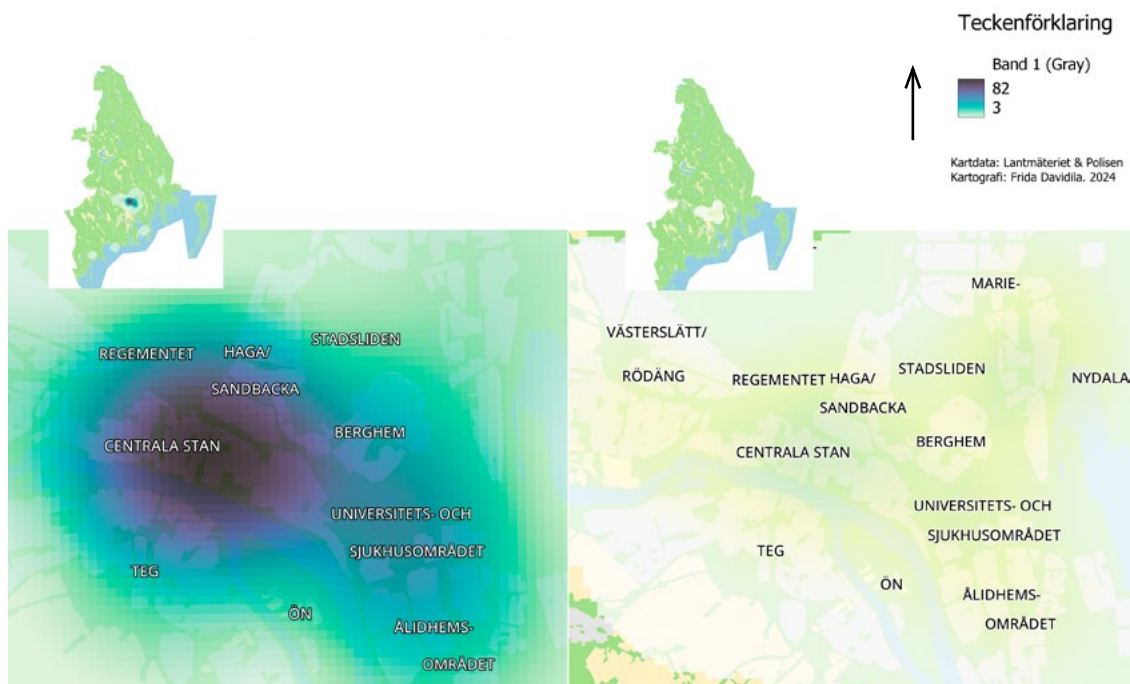 Teckenförklaring
Band 1 (Gray)
82
3
Kartdata: Lantmäteriet & Polisen
Kartografi: Frida Davidila. 2024
STADSLIDEN
REGEMENTET
HAGA/
SANDBACKA
CENTRALA STAN
BERGHEM
UNIVERSITETS- OCH
SJUKHUSOMRÅDET
TEG
ÖN
ÅLIDHEMS-
OMRÅDET
MARIE-
VÄSTERSLÄTT/
RÖDÄNG
STADSLIDEN
REGEMENTET
HAGA/
NYDALA/
SANDBACKA
CENTRALA STAN
BERGHEM
UNIVERSITETS- OCH
SJUKHUSOMRÅDET
TEG
ÖN
ÅLIDHEMS-
OMRÅDET